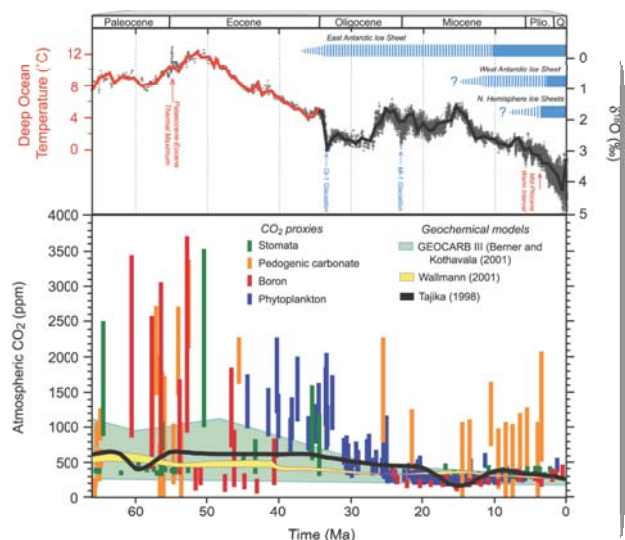 Paleocene Eocene Oligocene Miocene Plio. Q
East Antarctic Ice Sheet
West Antarctic Ice Sheet
N. Hemisphere Ice Sheets
? ?
12
8
4
0
Deep Ocean
Temperature (˚C)
Paleocene-Eocene
Thermal Maximum
Oi-1 Glaciation
Mi-1 Glaciation
Mid-Pliocene
Warm Interval
0
1
2
3
4
5
δ¹⁸O (‰)
4000
3500
3000
2500
2000
1500
1000
500
0
Atmospheric CO₂ (ppm)
CO₂ proxies
Stomata
Pedogenic carbonate
Boron
Phytoplankton
Geochemical models
GEOCARB III (Berner and
Kothavala (2001)
Wallmann (2001)
Tajika (1998)
60 50 40 30 20 10 0
Time (Ma)